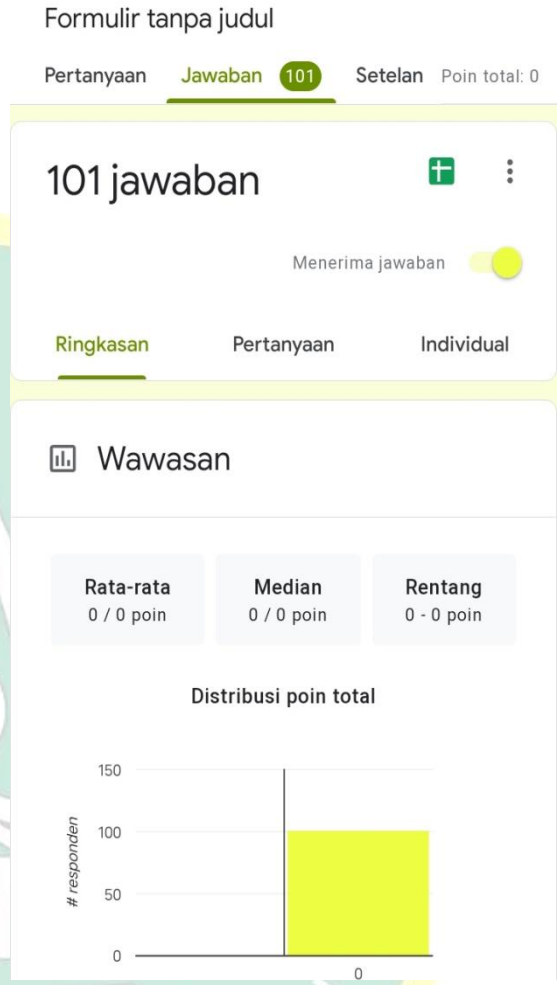 Formulir tanpa judul
Pertanyaan Jawaban 101 Setelan Poin total: 0
101 jawaban
Menerima jawaban
Ringkasan Pertanyaan Individual
Wawasan
Rata-rata Median Rentang
0 / 0 poin 0 / 0 poin 0 - 0 poin
Distribusi poin total
# responden
150
100
50
0
0